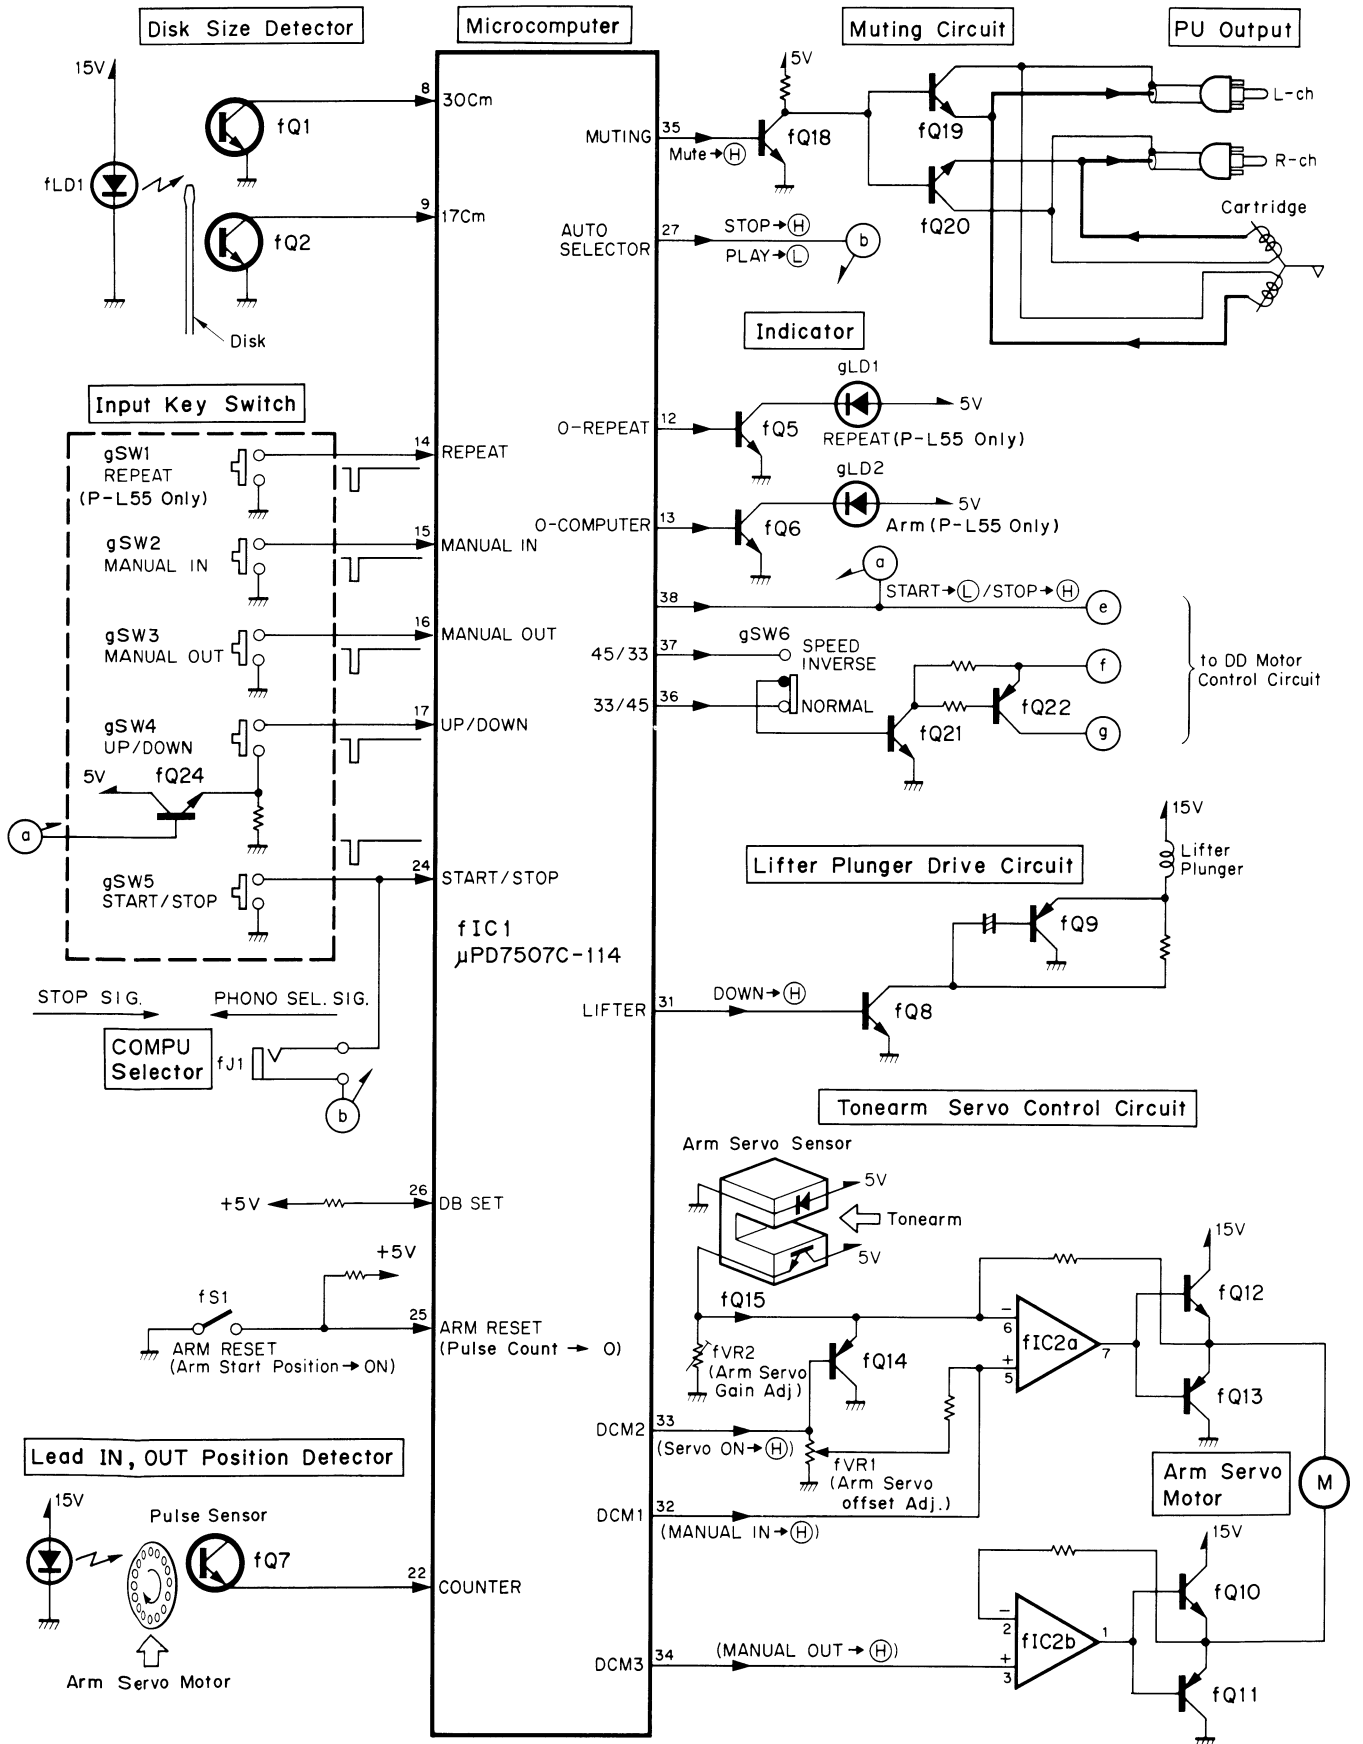 Disk Size Detector
Microcomputer
Muting Circuit
PU Output
15V
fLD1
fQ1
fQ2
Disk
8
30Cm
9
17Cm
MUTING
35
Mute→Ⓗ
5V
fQ18
fQ19
fQ20
L-ch
R-ch
Cartridge
AUTO
SELECTOR
27
STOP→Ⓗ
PLAY→Ⓛ
b
Indicator
O-REPEAT
12
fQ5
gLD1
5V
REPEAT(P-L55 Only)
O-COMPUTER
13
fQ6
gLD2
5V
Arm(P-L55 Only)
Input Key Switch
gSW1
REPEAT
(P-L55 Only)
14
REPEAT
gSW2
MANUAL IN
15
MANUAL IN
gSW3
MANUAL OUT
16
MANUAL OUT
gSW4
UP/DOWN
17
UP/DOWN
5V
fQ24
a
gSW5
START/STOP
24
START/STOP
fIC1
µPD7507C-114
38
a
START→Ⓛ/STOP→Ⓗ
e
45/33
37
gSW6
SPEED
INVERSE
33/45
36
NORMAL
fQ21
fQ22
f
g
to DD Motor
Control Circuit
Lifter Plunger Drive Circuit
15V
Lifter
Plunger
fQ9
LIFTER
31
DOWN→Ⓗ
fQ8
STOP SIG.
PHONO SEL. SIG.
COMPU
Selector
fJ1
b
+5V
26
DB SET
+5V
fS1
ARM RESET
(Arm Start Position→ON)
25
ARM RESET
(Pulse Count → O)
Tonearm Servo Control Circuit
Arm Servo Sensor
5V
Tonearm
5V
fQ15
fVR2
(Arm Servo
Gain Adj)
fQ14
−
6
+
5
fIC2a
7
15V
fQ12
fQ13
DCM2
33
(Servo ON→Ⓗ)
fVR1
(Arm Servo
offset Adj.)
DCM1
32
(MANUAL IN→Ⓗ)
Arm Servo
Motor
M
Lead IN, OUT Position Detector
15V
Pulse Sensor
fQ7
Arm Servo Motor
22
COUNTER
DCM3
34
(MANUAL OUT→Ⓗ)
−
2
+
3
fIC2b
1
15V
fQ10
fQ11